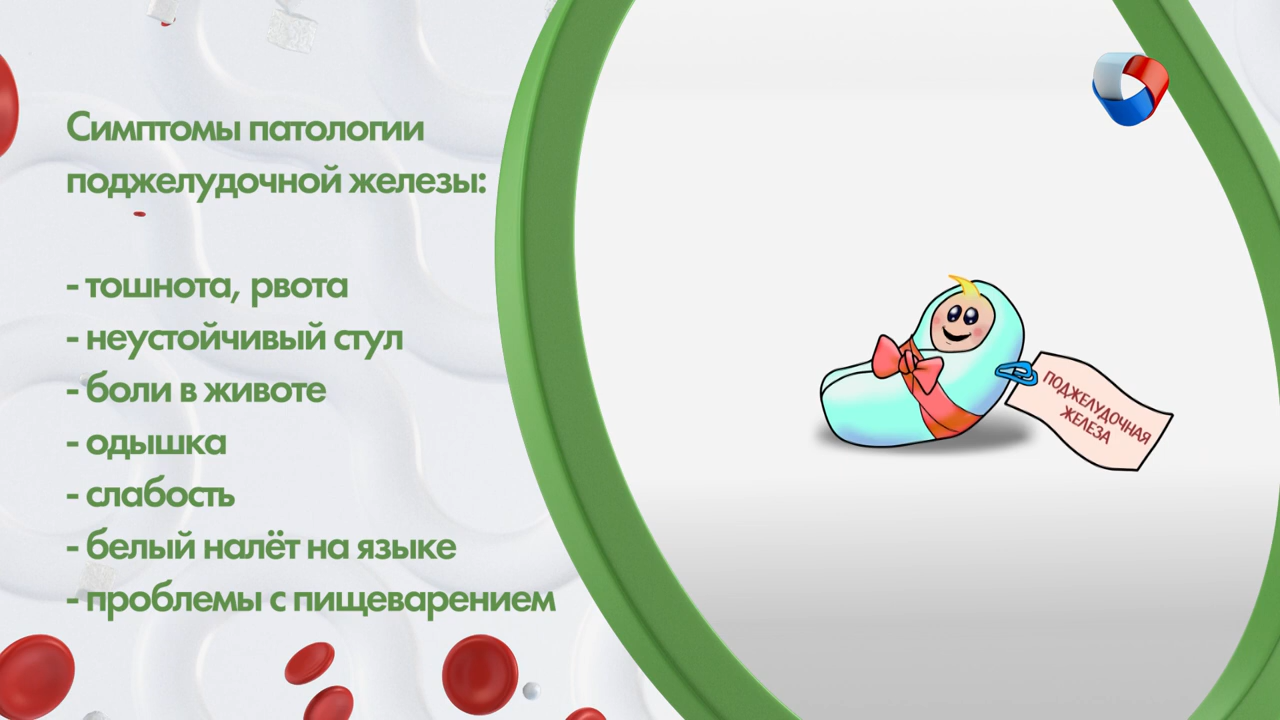 Симптомы патологии
поджелудочной железы:
- тошнота, рвота
- неустойчивый стул
- боли в животе
- одышка
- слабость
- белый налёт на языке
- проблемы с пищеварением
ПОДЖЕЛУДОЧНАЯ
ЖЕЛЕЗА